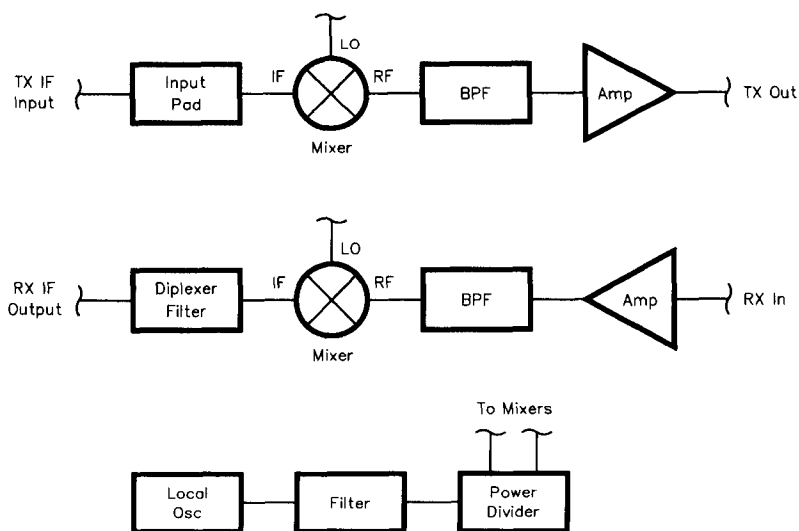 LO
TX IF
Input
Input
Pad
IF
RF
BPF
Amp
TX Out
Mixer
LO
RX IF
Output
Diplexer
Filter
IF
RF
BPF
Amp
RX In
Mixer
To Mixers
Local
Osc
Filter
Power
Divider